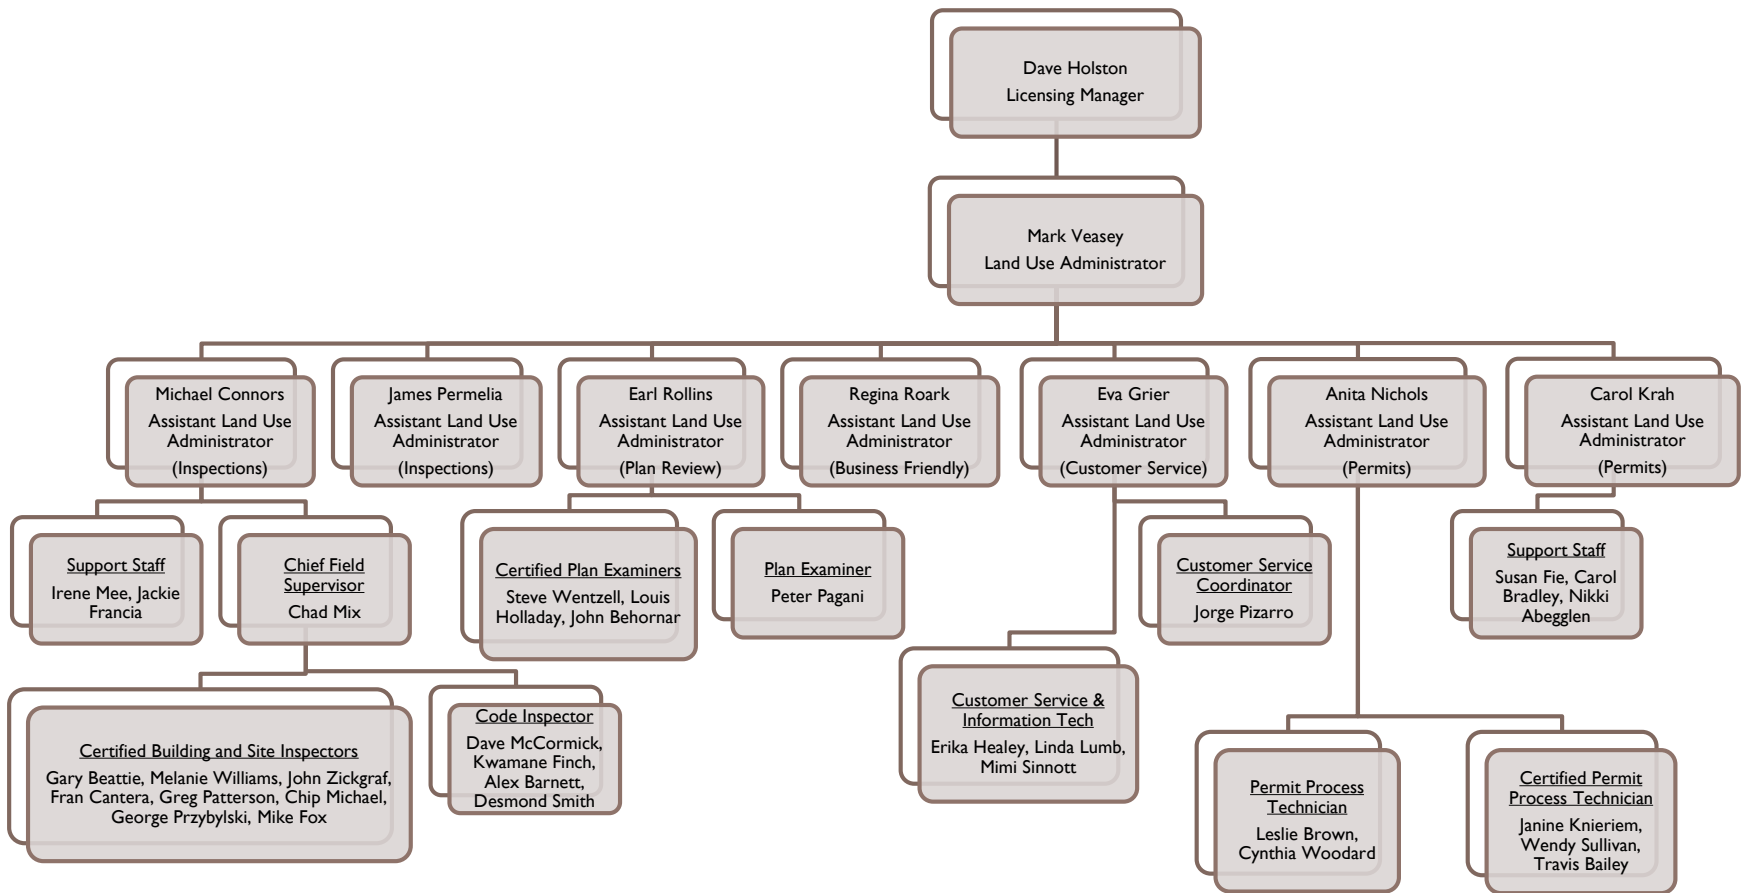 Dave Holston
Licensing Manager
Mark Veasey
Land Use Administrator
Michael Connors
Assistant Land Use
Administrator
(Inspections)
James Permelia
Assistant Land Use
Administrator
(Inspections)
Earl Rollins
Assistant Land Use
Administrator
(Plan Review)
Regina Roark
Assistant Land Use
Administrator
(Business Friendly)
Eva Grier
Assistant Land Use
Administrator
(Customer Service)
Anita Nichols
Assistant Land Use
Administrator
(Permits)
Carol Krah
Assistant Land Use
Administrator
(Permits)
Support Staff
Irene Mee, Jackie
Francia
Chief Field
Supervisor
Chad Mix
Certified Plan Examiners
Steve Wentzell, Louis
Holladay, John Behornar
Plan Examiner
Peter Pagani
Customer Service
Coordinator
Jorge Pizarro
Support Staff
Susan Fie, Carol
Bradley, Nikki
Abegglen
Certified Building and Site Inspectors
Gary Beattie, Melanie Williams, John Zickgraf,
Fran Cantera, Greg Patterson, Chip Michael,
George Przybylski, Mike Fox
Code Inspector
Dave McCormick,
Kwamane Finch,
Alex Barnett,
Desmond Smith
Customer Service &
Information Tech
Erika Healey, Linda Lumb,
Mimi Sinnott
Permit Process
Technician
Leslie Brown,
Cynthia Woodard
Certified Permit
Process Technician
Janine Knieriem,
Wendy Sullivan,
Travis Bailey